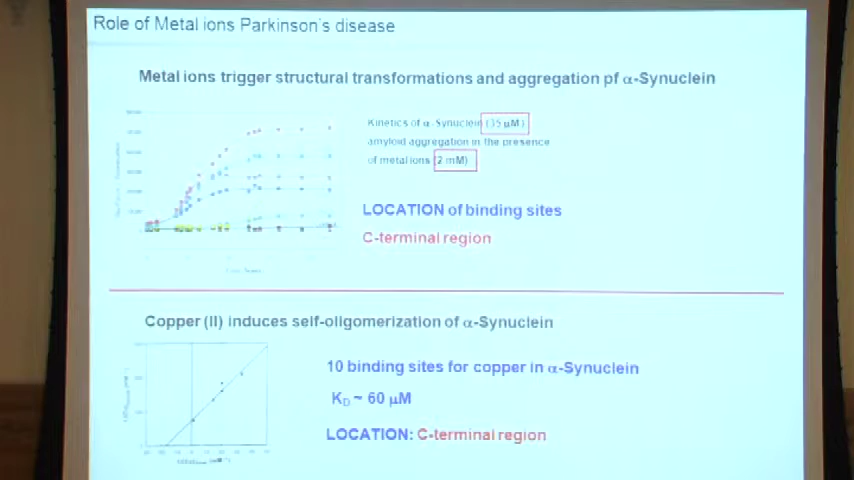 Role of Metal ions Parkinson's disease
Metal ions trigger structural transformations and aggregation pf α-Synuclein
Kinetics of α-Synuclein (35 μM)
amyloid aggregation in the presence
of metal ions (2 mM)
LOCATION of binding sites
C-terminal region
Copper (II) induces self-oligomerization of α-Synuclein
10 binding sites for copper in α-Synuclein
KD ~ 60 μM
LOCATION: C-terminal region